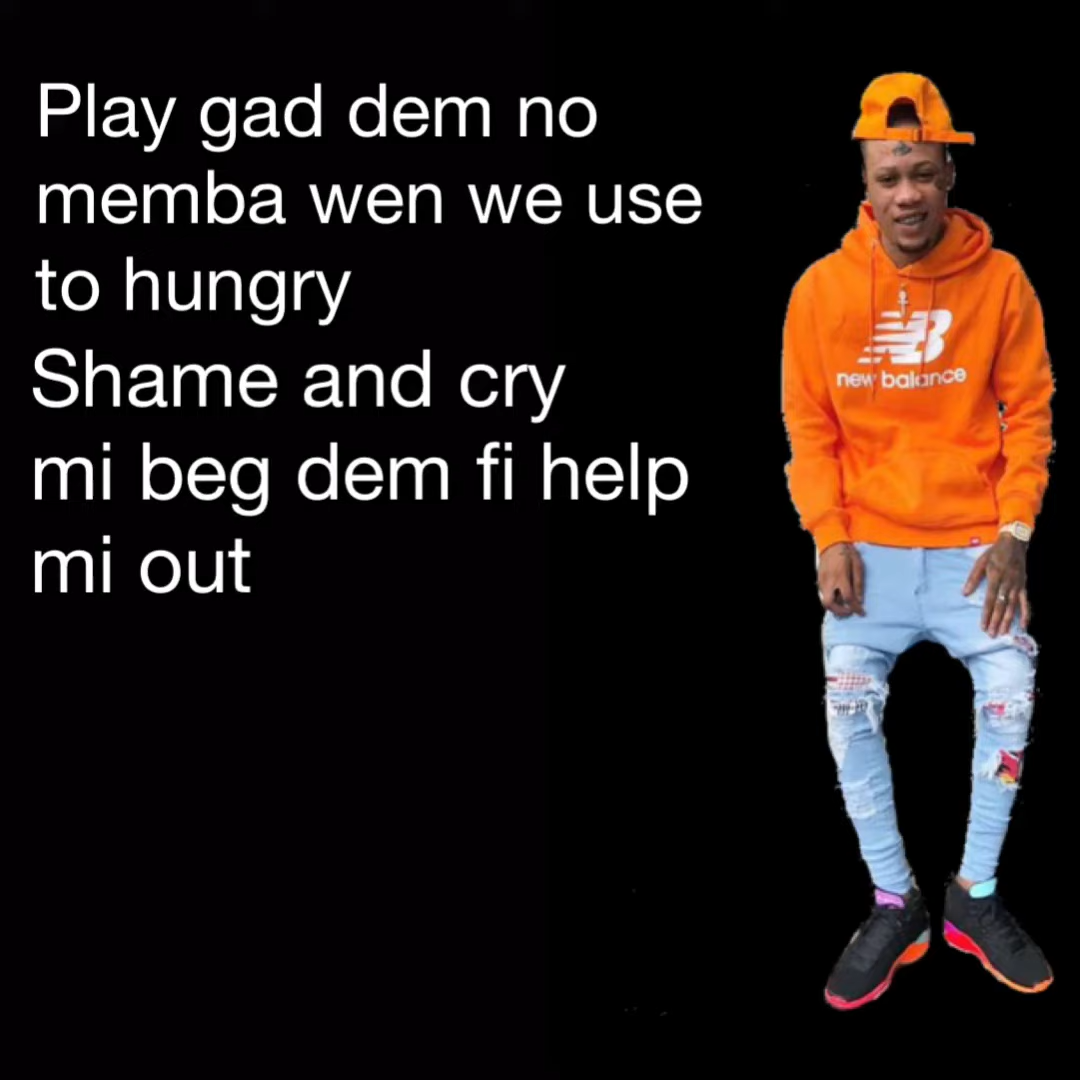 Play gad dem no
memba wen we use
to hungry
Shame and cry
mi beg dem fi help
mi out
NB
new balance